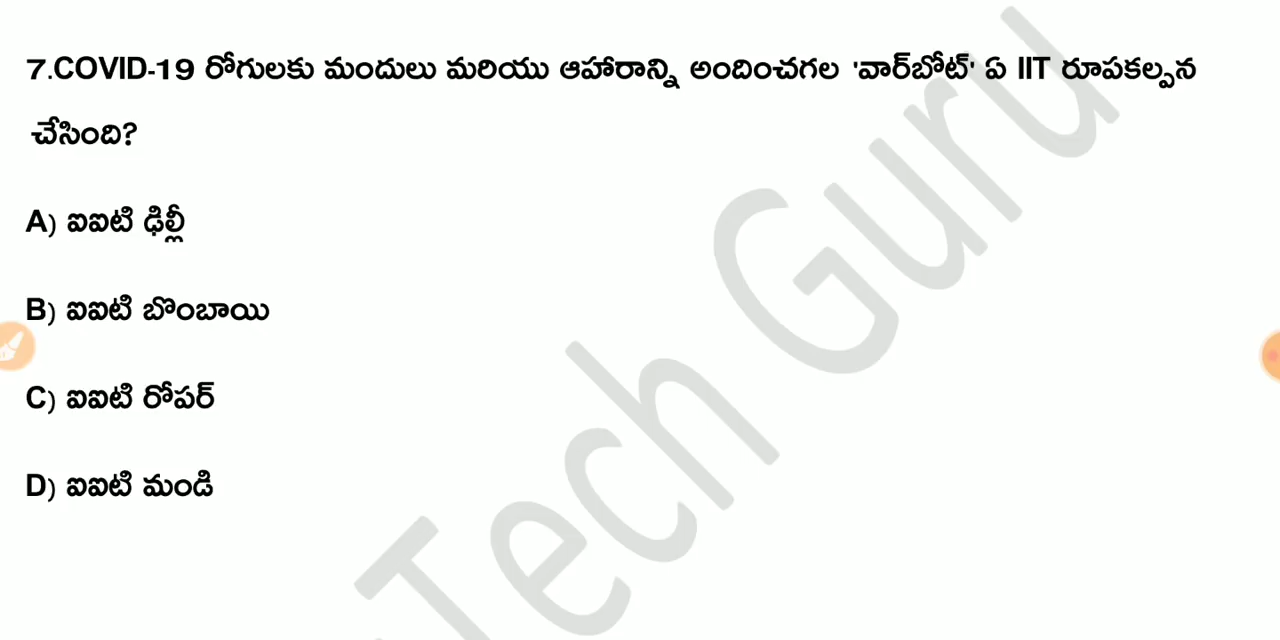 7.COVID-19 రోగులకు మందులు మరియు ఆహారాన్ని అందించగల 'వార్‌బోట్' ఏ IIT రూపకల్పన
చేసింది?
A) ఐఐటి ఢిల్లీ
B) ఐఐటి బొంబాయి
C) ఐఐటి రోపర్
D) ఐఐటి మండి
Tech Guru